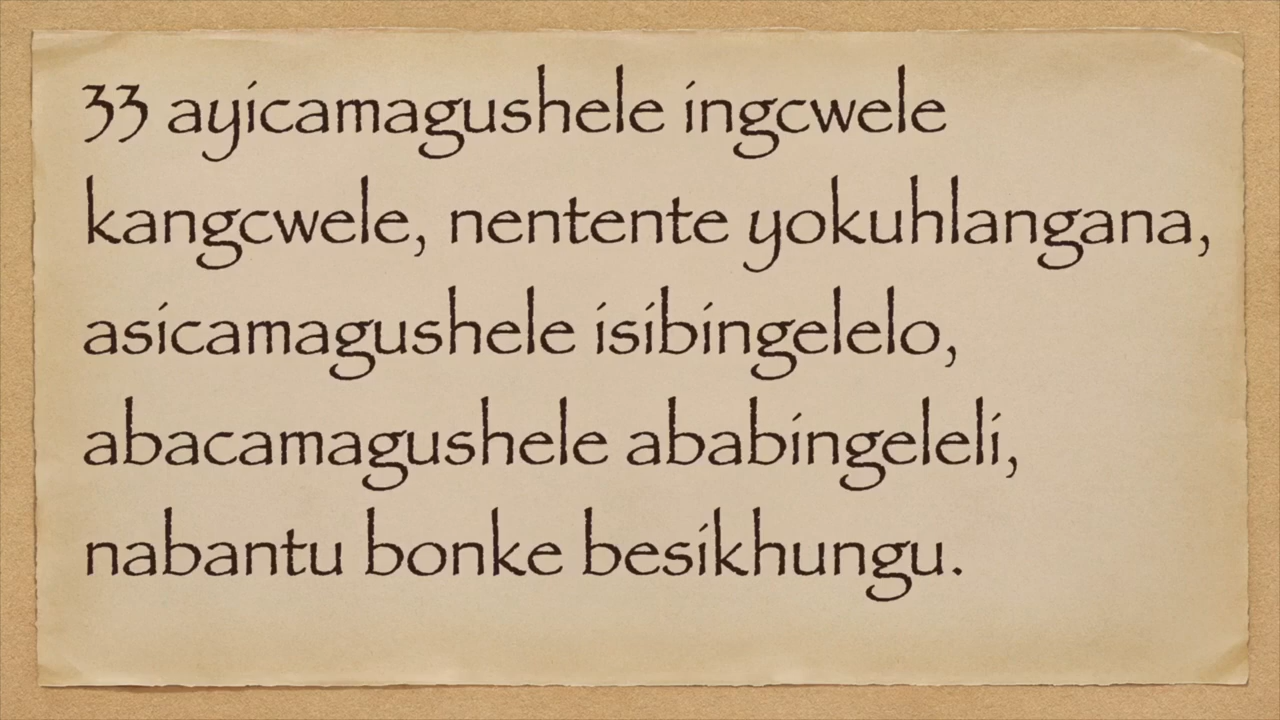 33 ayicamagushele ingcwele
kangcwele, nentente yokuhlangana,
asicamagushele isibingelelo,
abacamagushele ababingeleli,
nabantu bonke besikhungu.